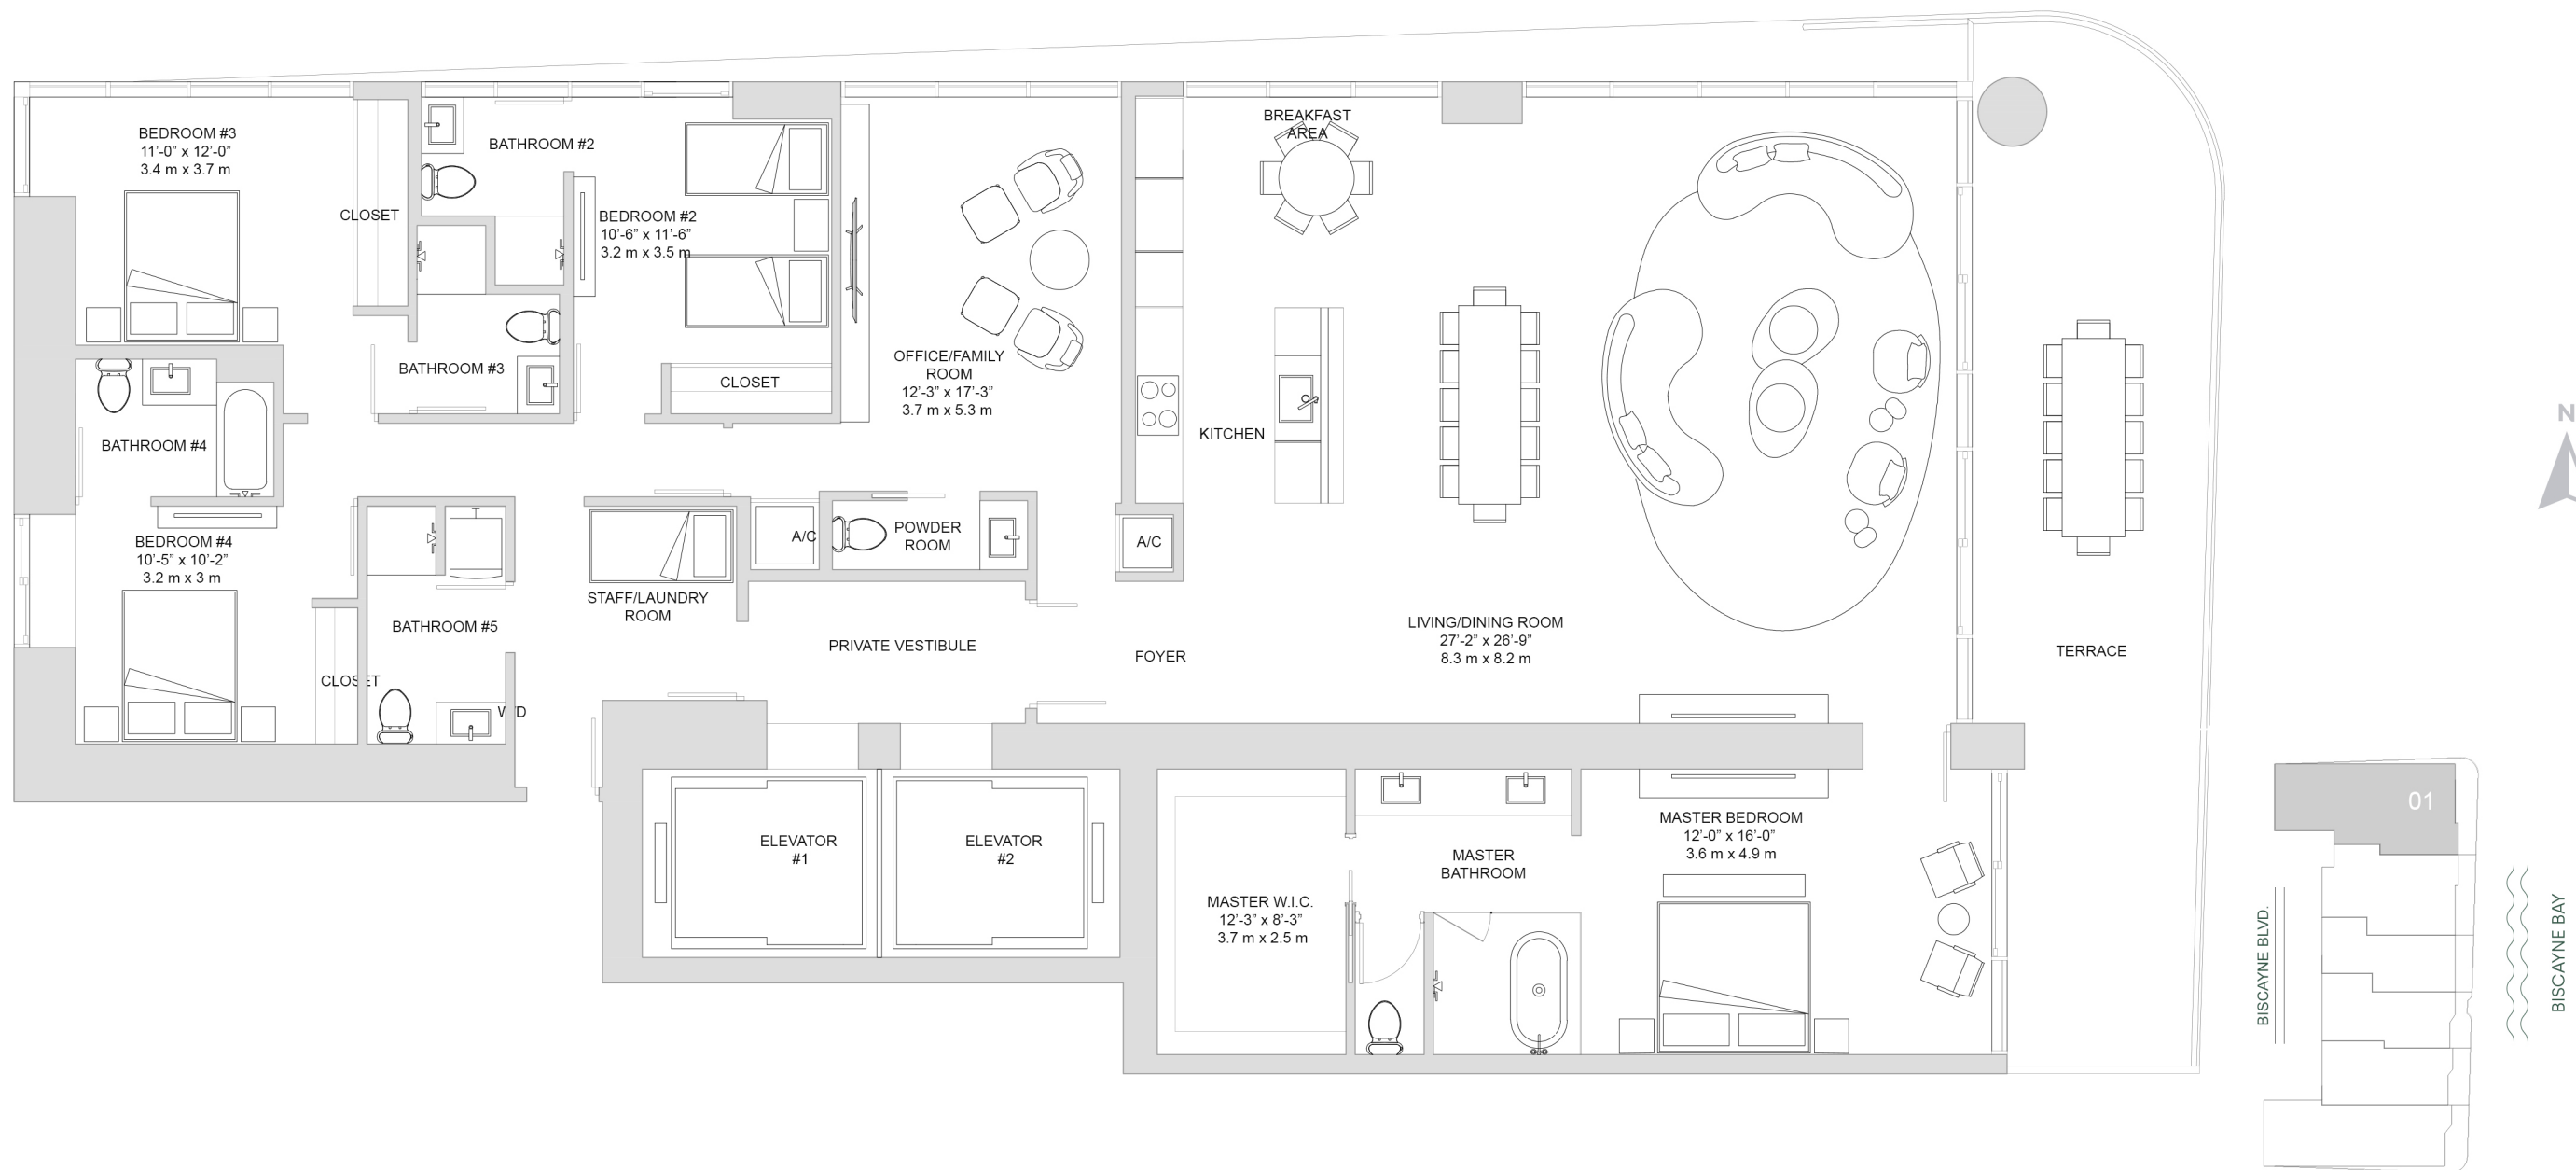 BEDROOM #3
11'-0" x 12'-0"
3.4 m x 3.7 m
CLOSET
BATHROOM #2
BEDROOM #2
10'-6" x 11'-6"
3.2 m x 3.5 m
BATHROOM #3
CLOSET
OFFICE/FAMILY
ROOM
12'-3" x 17'-3"
3.7 m x 5.3 m
BREAKFAST
AREA
KITCHEN
BATHROOM #4
BEDROOM #4
10'-5" x 10'-2"
3.2 m x 3 m
CLOSET
BATHROOM #5
W/D
STAFF/LAUNDRY
ROOM
A/C
POWDER
ROOM
A/C
PRIVATE VESTIBULE
FOYER
LIVING/DINING ROOM
27'-2" x 26'-9"
8.3 m x 8.2 m
TERRACE
ELEVATOR
#1
ELEVATOR
#2
MASTER W.I.C.
12'-3" x 8'-3"
3.7 m x 2.5 m
MASTER
BATHROOM
MASTER BEDROOM
12'-0" x 16'-0"
3.6 m x 4.9 m
N
01
BISCAYNE BLVD.
BISCAYNE BAY